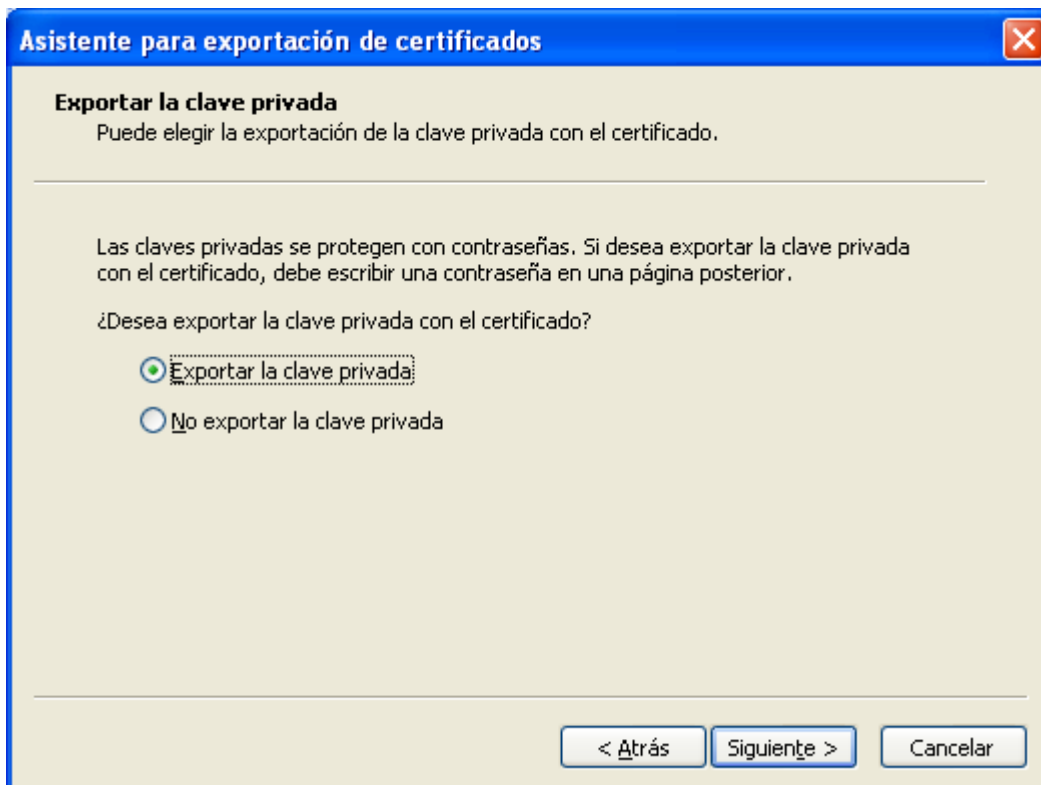 Asistente para exportación de certificados
Exportar la clave privada
Puede elegir la exportación de la clave privada con el certificado.
Las claves privadas se protegen con contraseñas. Si desea exportar la clave privada
con el certificado, debe escribir una contraseña en una página posterior.
¿Desea exportar la clave privada con el certificado?
Exportar la clave privada
No exportar la clave privada
< Atrás Siguiente > Cancelar